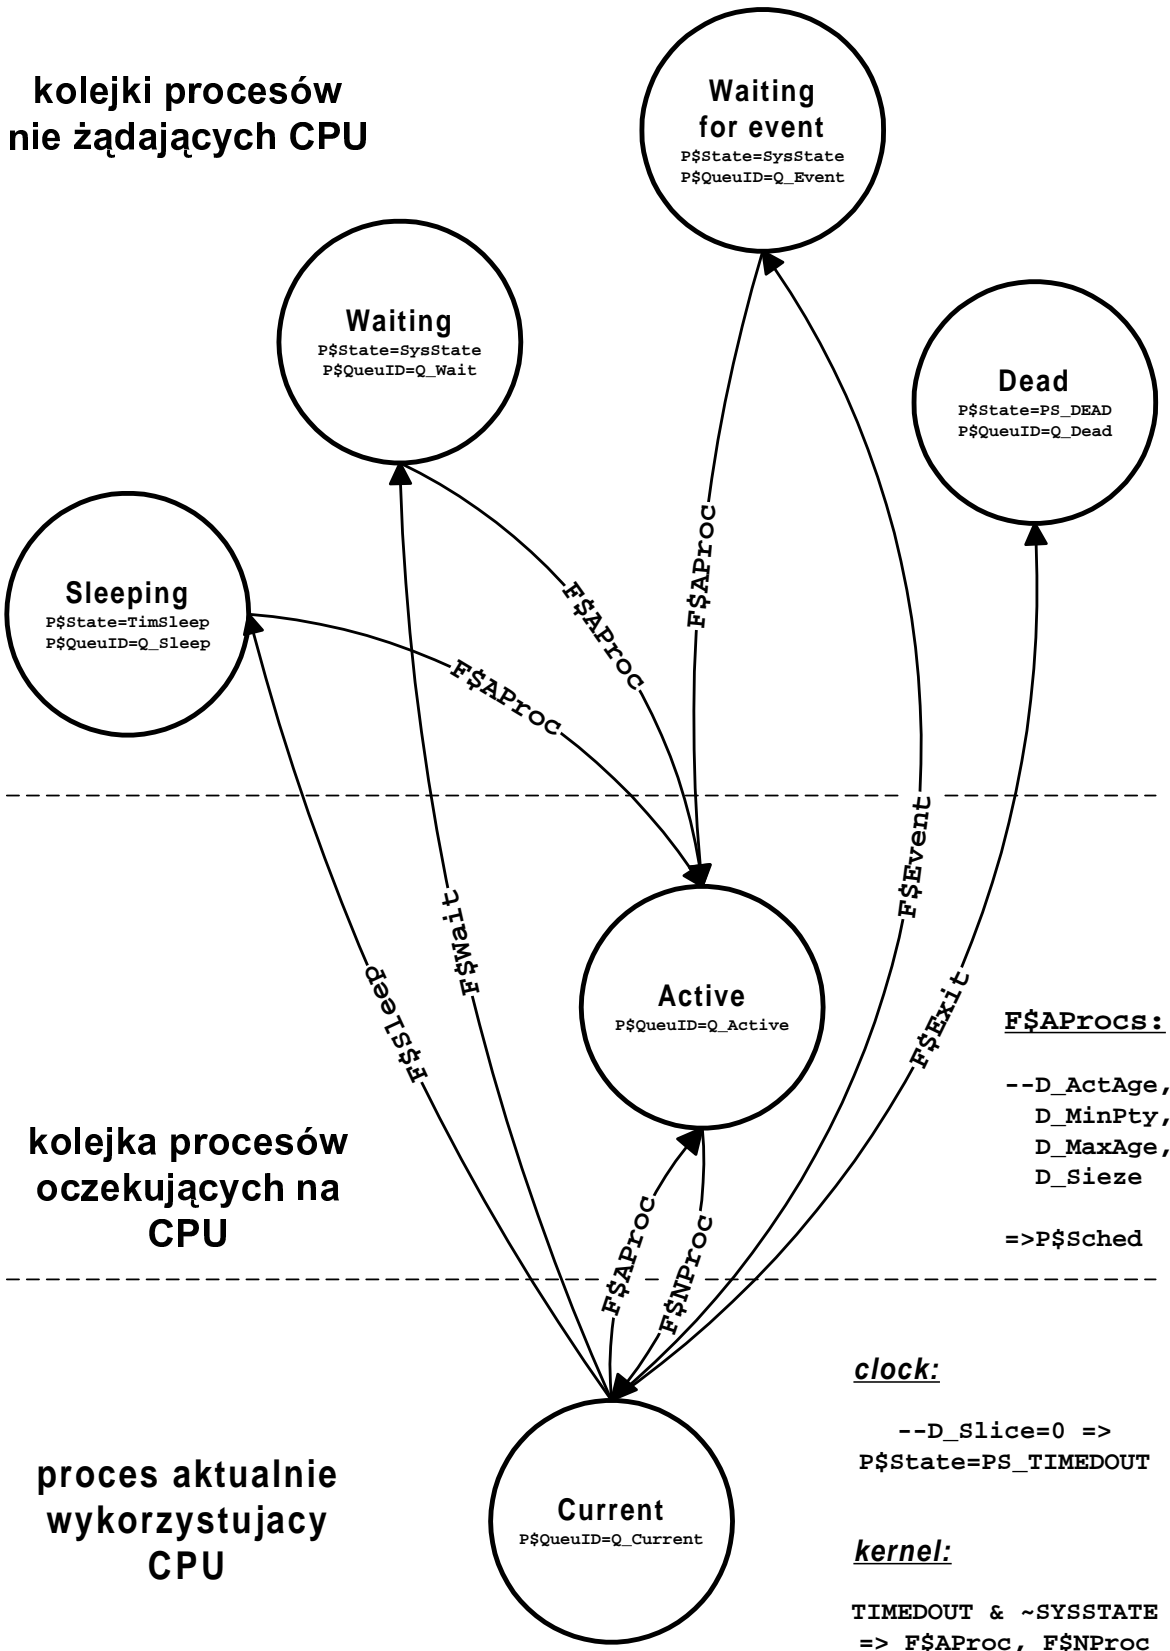 kolejki procesów
nie żądających CPU
Waiting
for event
P$State=SysState
P$QueuID=Q_Event
Waiting
P$State=SysState
P$QueuID=Q_Wait
Dead
P$State=PS_DEAD
P$QueuID=Q_Dead
Sleeping
P$State=TimSleep
P$QueuID=Q_Sleep
F$AProc
F$AProc
F$AProc
F$Event
F$Wait
F$Sleep
F$Exit
Active
P$QueuID=Q_Active
F$AProcs:
--D_ActAge,
D_MinPty,
D_MaxAge,
D_Sieze
=>P$Sched
kolejka procesów
oczekujących na
CPU
F$AProc
F$NProc
clock:
--D_Slice=0 =>
P$State=PS_TIMEDOUT
proces aktualnie
wykorzystujacy
CPU
Current
P$QueuID=Q_Current
kernel:
TIMEDOUT & ~SYSSTATE
=> F$AProc, F$NProc